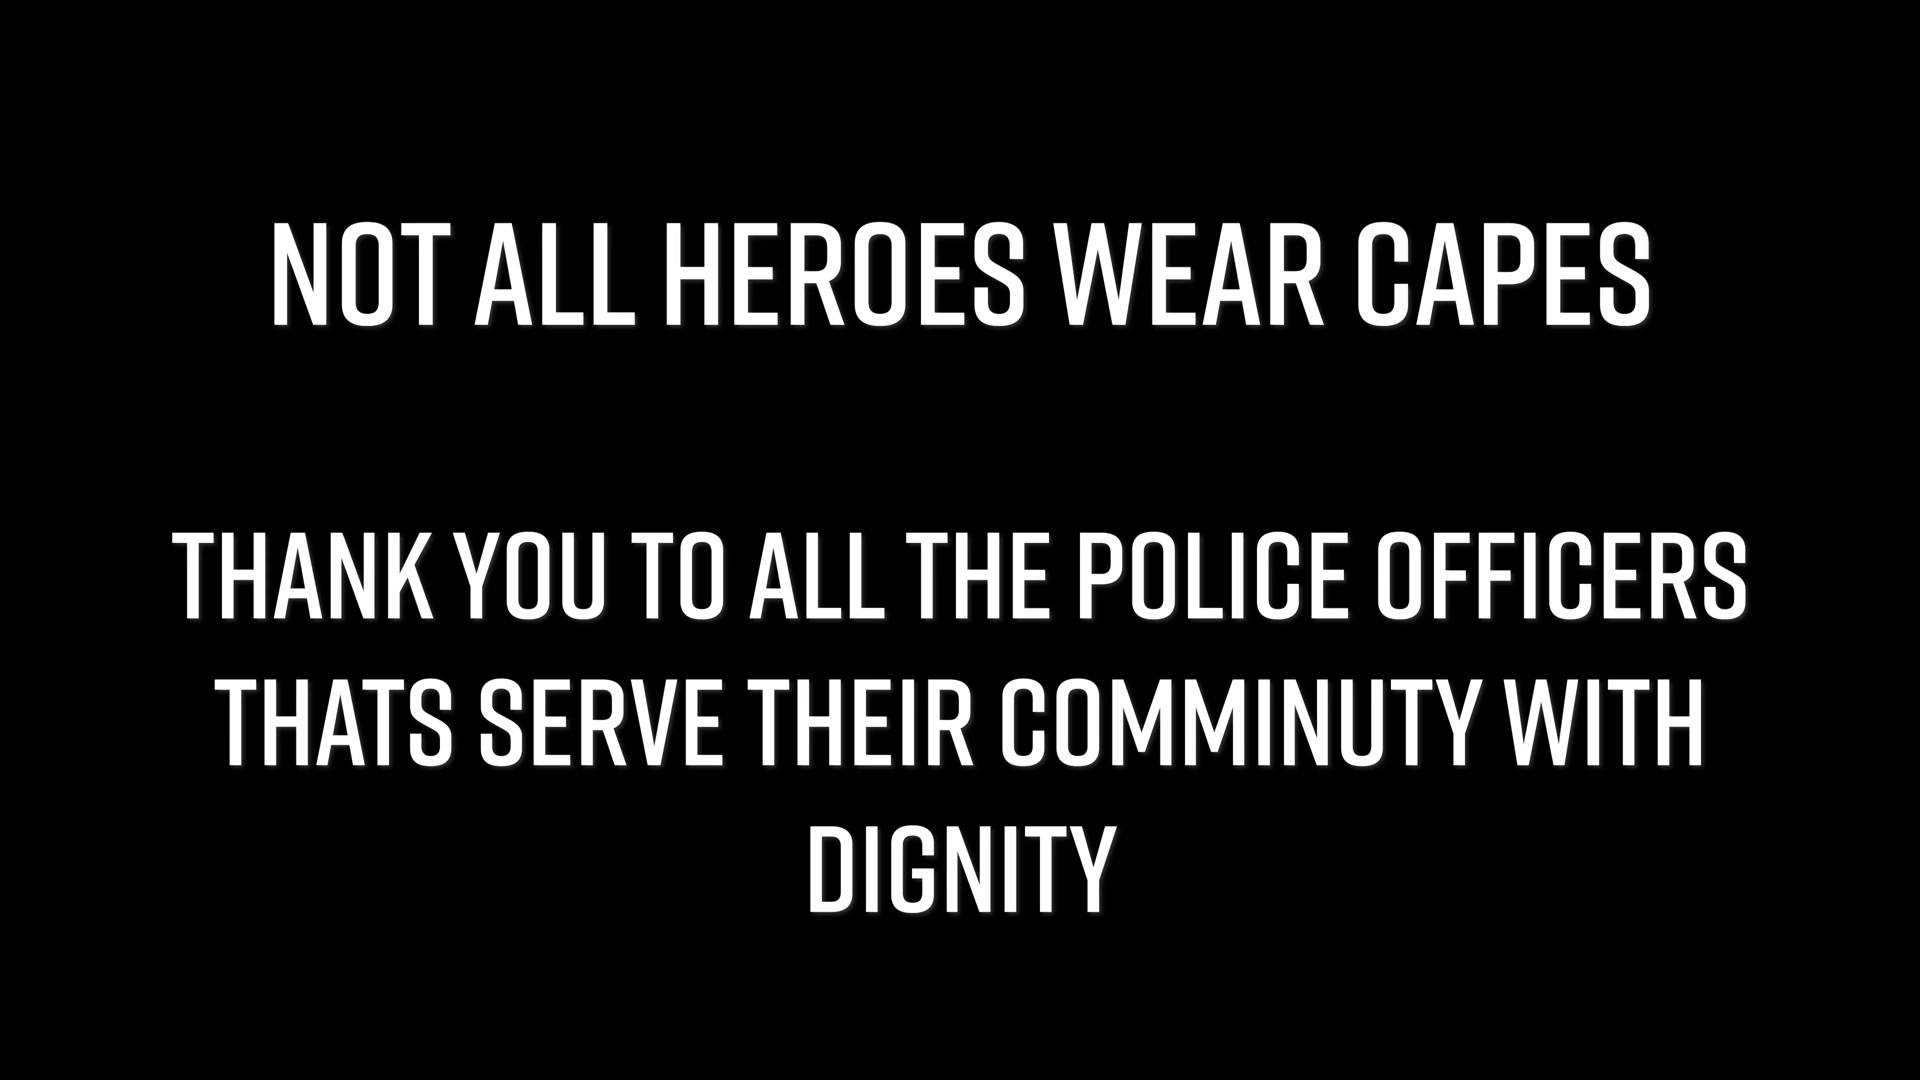 NOT ALL HEROES WEAR CAPES
THANK YOU TO ALL THE POLICE OFFICERS
THATS SERVE THEIR COMMINUTY WITH
DIGNITY